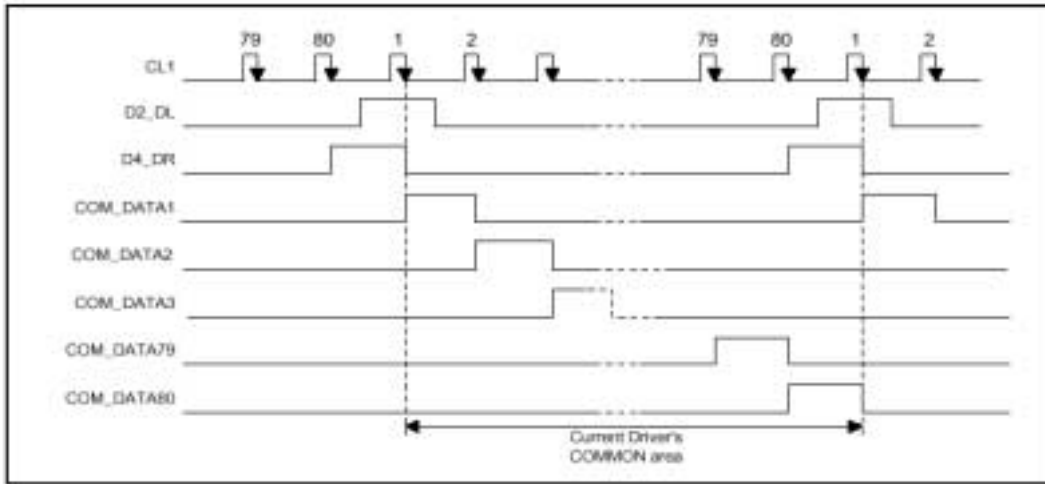 79 80 1 2 79 80 1 2
CL1
D2_DL
D4_DR
COM_DATA1
COM_DATA2
COM_DATA3
COM_DATA79
COM_DATA80
Current Driver's
COMMON area